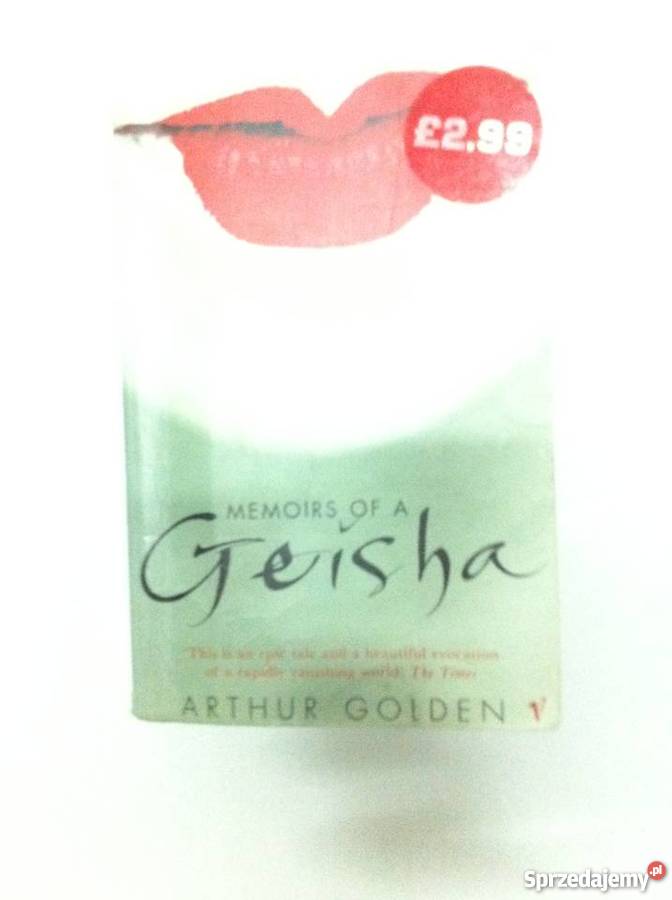 £2.99
MEMOIRS OF A
Geisha
'This is an epic tale and a beautiful evocation
of a rapidly vanishing world' The Times
ARTHUR GOLDEN V
Sprzedajemy.pl